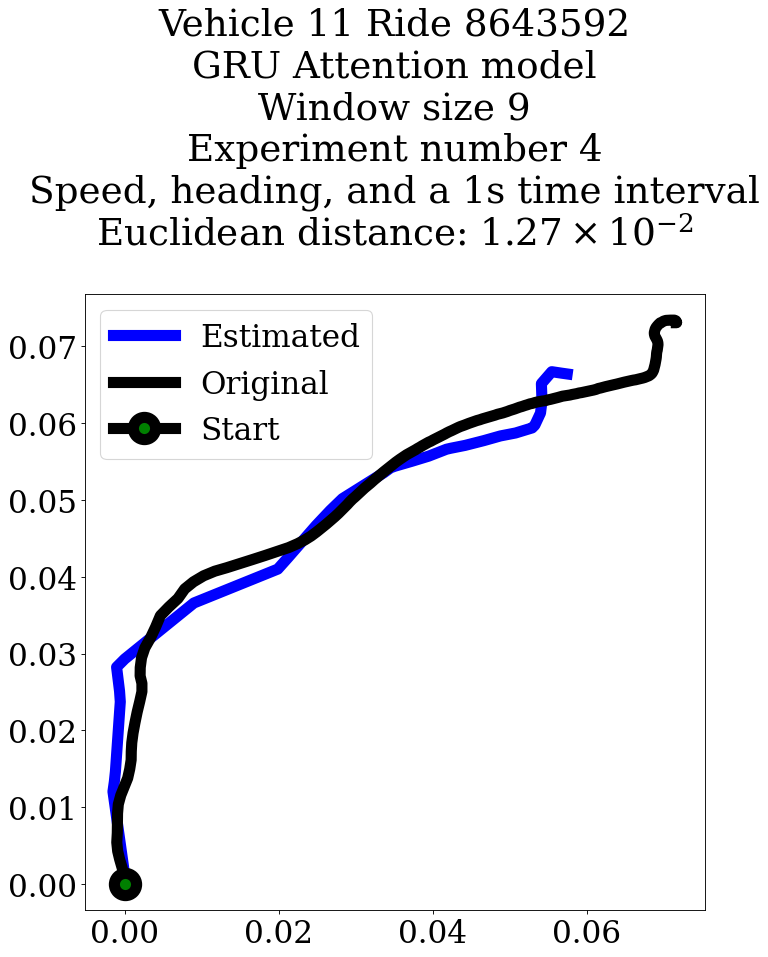 Vehicle 11 Ride 8643592
GRU Attention model
Window size 9
Experiment number 4
Speed, heading, and a 1s time interval
Euclidean distance: 1.27 × 10⁻²
Estimated
Original
Start
0.07
0.06
0.05
0.04
0.03
0.02
0.01
0.00
0.00 0.02 0.04 0.06